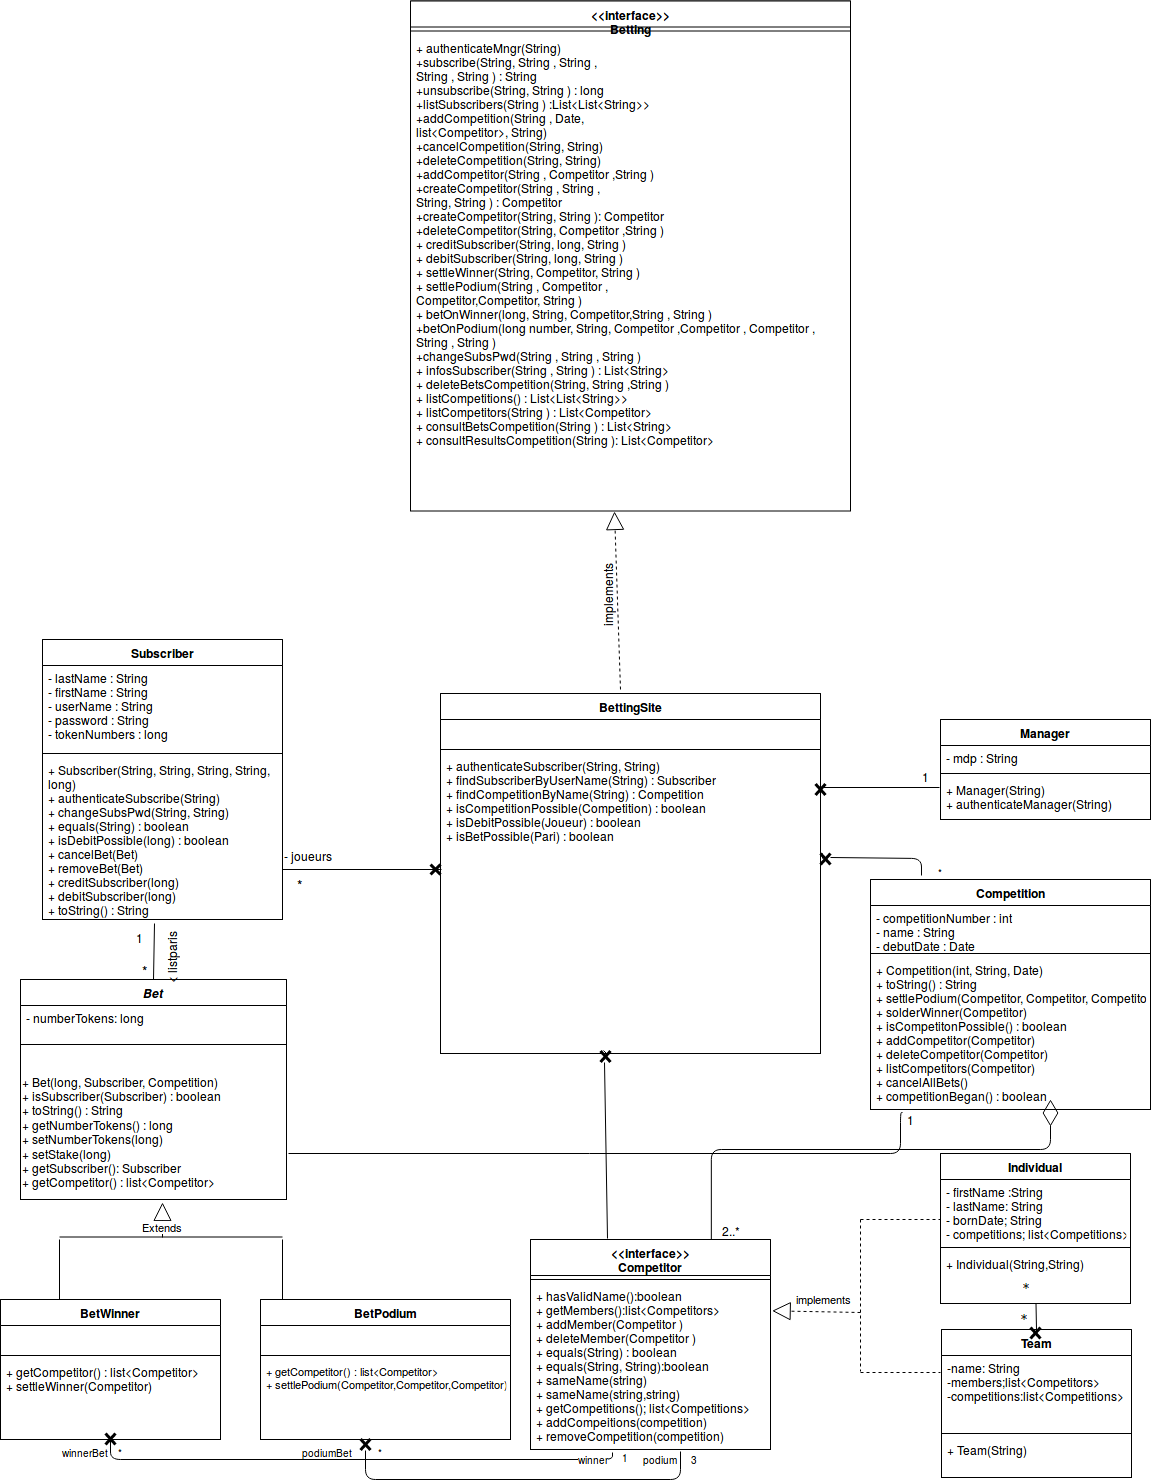 <<interface>>
Betting
+ authenticateMngr(String)
+subscribe(String, String , String ,
String , String ) : String
+unsubscribe(String, String ) : long
+listSubscribers(String ) :List<List<String>>
+addCompetition(String , Date,
list<Competitor>, String)
+cancelCompetition(String, String)
+deleteCompetition(String, String)
+addCompetitor(String , Competitor ,String )
+createCompetitor(String , String ,
String, String ) : Competitor
+createCompetitor(String, String ): Competitor
+deleteCompetitor(String, Competitor ,String )
+ creditSubscriber(String, long, String )
+ debitSubscriber(String, long, String )
+ settleWinner(String, Competitor, String )
+ settlePodium(String , Competitor ,
Competitor,Competitor, String )
+ betOnWinner(long, String, Competitor,String , String )
+betOnPodium(long number, String, Competitor ,Competitor , Competitor ,
String , String )
+changeSubsPwd(String , String , String )
+ infosSubscriber(String , String ) : List<String>
+ deleteBetsCompetition(String, String ,String )
+ listCompetitions() : List<List<String>>
+ listCompetitors(String ) : List<Competitor>
+ consultBetsCompetition(String ) : List<String>
+ consultResultsCompetition(String ): List<Competitor>
implements
Subscriber
- lastName : String
- firstName : String
- userName : String
- password : String
- tokenNumbers : long
+ Subscriber(String, String, String, String,
long)
+ authenticateSubscribe(String)
+ changeSubsPwd(String, String)
+ equals(String) : boolean
+ isDebitPossible(long) : boolean
+ cancelBet(Bet)
+ removeBet(Bet)
+ creditSubscriber(long)
+ debitSubscriber(long)
+ toString() : String
- joueurs
*
BettingSite
+ authenticateSubscriber(String, String)
+ findSubscriberByUserName(String) : Subscriber
+ findCompetitionByName(String) : Competition
+ isCompetitionPossible(Competition) : boolean
+ isDebitPossible(Joueur) : boolean
+ isBetPossible(Pari) : boolean
1
Manager
- mdp : String
+ Manager(String)
+ authenticateManager(String)
*
Competition
- competitionNumber : int
- name : String
- debutDate : Date
+ Competition(int, String, Date)
+ toString() : String
+ settlePodium(Competitor, Competitor, Competito
+ solderWinner(Competitor)
+ isCompetitonPossible() : boolean
+ addCompetitor(Competitor)
+ deleteCompetitor(Competitor)
+ listCompetitors(Competitor)
+ cancelAllBets()
+ competitionBegan() : boolean
1
1
*
< listparis
Bet
- numberTokens: long
+ Bet(long, Subscriber, Competition)
+ isSubscriber(Subscriber) : boolean
+ toString() : String
+ getNumberTokens() : long
+ setNumberTokens(long)
+ setStake(long)
+ getSubscriber(): Subscriber
+ getCompetitor() : list<Competitor>
Extends
BetWinner
+ getCompetitor() : list<Competitor>
+ settleWinner(Competitor)
BetPodium
+ getCompetitor() : list<Competitor>
+ settlePodium(Competitor,Competitor,Competitor)
2..*
<<interface>>
Competitor
+ hasValidName():boolean
+ getMembers():list<Competitors>
+ addMember(Competitor )
+ deleteMember(Competitor )
+ equals(String) : boolean
+ equals(String, String):boolean
+ sameName(string)
+ sameName(string,string)
+ getCompetitions(); list<Competitions>
+ addCompeitions(competition)
+ removeCompetition(competition)
implements
Individual
- firstName :String
- lastName: String
- bornDate; String
- competitions; list<Competitions>
+ Individual(String,String)
*
*
Team
-name: String
-members;list<Competitors>
-competitions:list<Competitions>
+ Team(String)
winnerBet *
podiumBet *
winner 1
podium 3